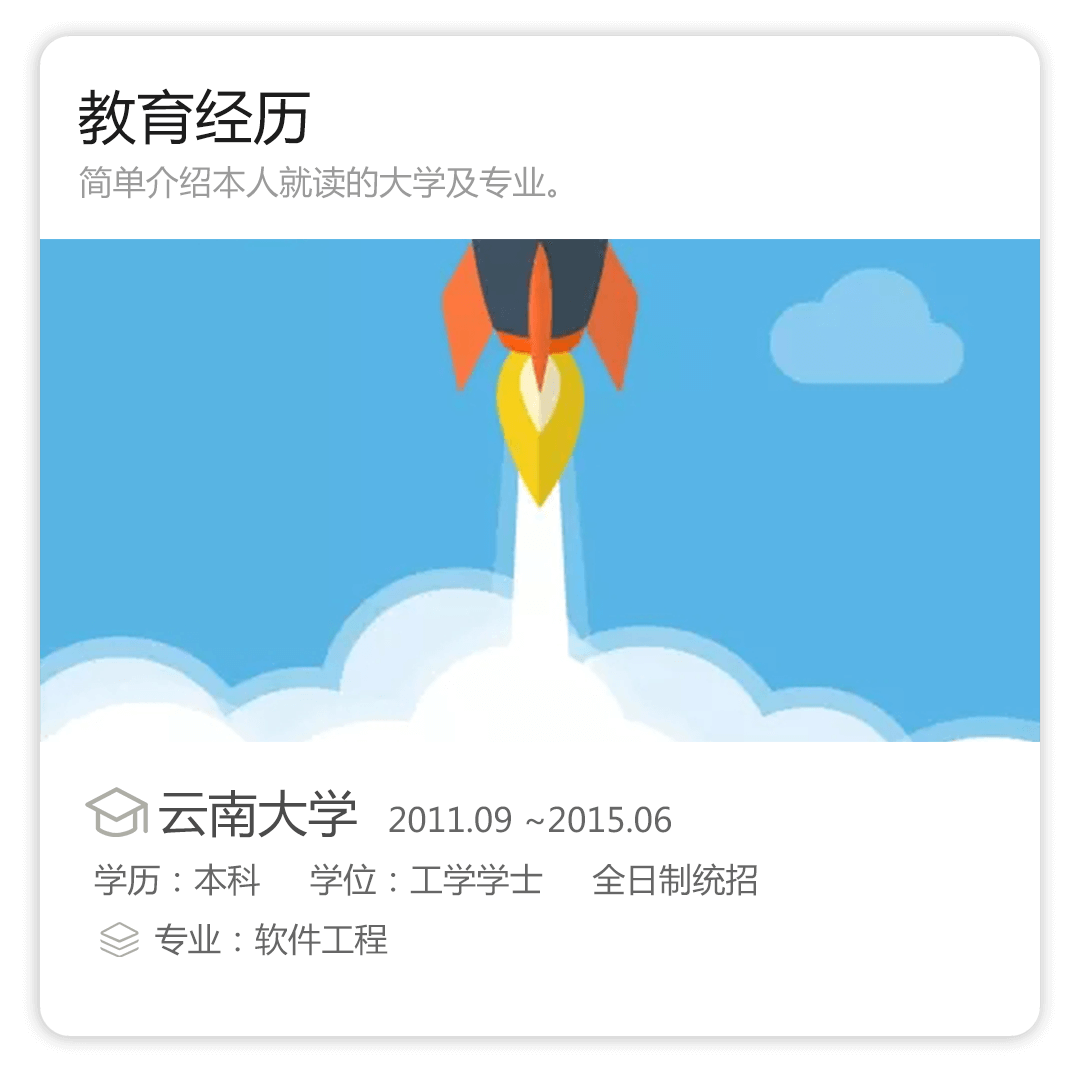 教育经历
简单介绍本人就读的大学及专业。
云南大学 2011.09 ~2015.06
学历：本科 学位：工学学士 全日制统招
专业：软件工程